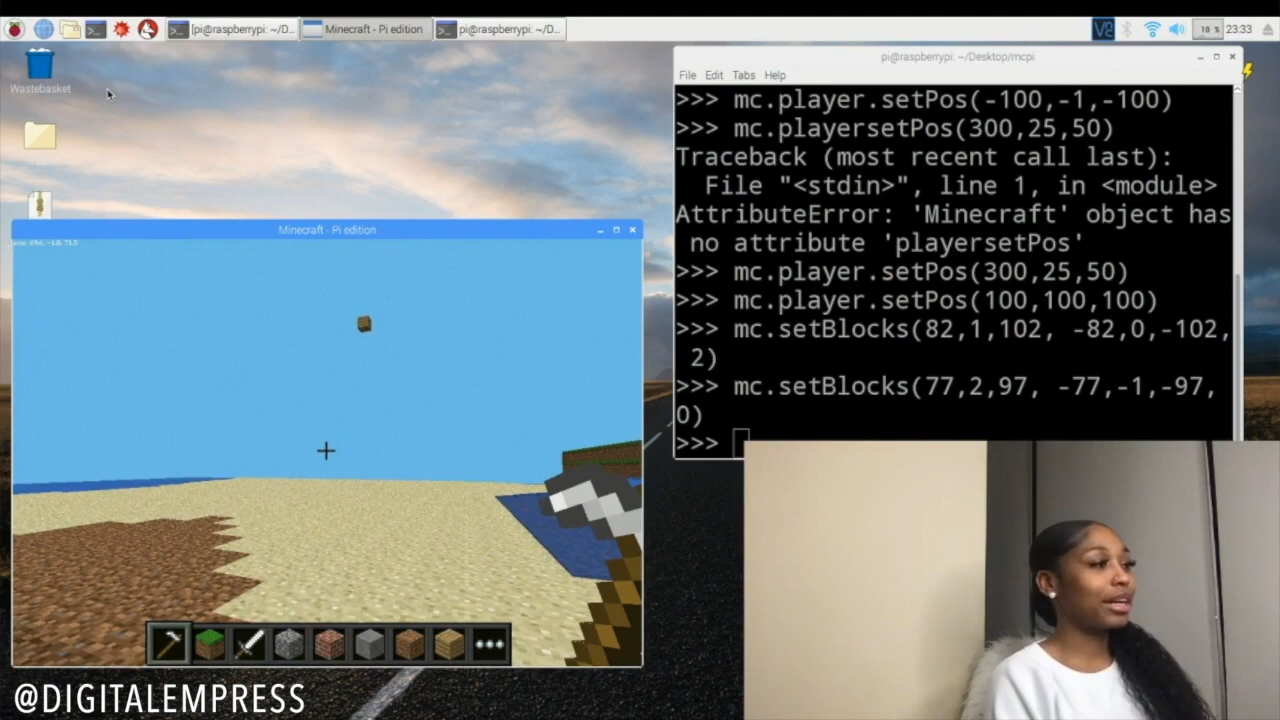 [pi@raspberrypi: ~/D...
Minecraft - Pi edition
pi@raspberrypi: ~/D...
10 %
23:33
Wastebasket
pi@raspberrypi: ~/Desktop/mcpi
File Edit Tabs Help
>>> mc.player.setPos(-100,-1,-100)
>>> mc.playersetPos(300,25,50)
Traceback (most recent call last):
File "<stdin>", line 1, in <module>
AttributeError: 'Minecraft' object has
no attribute 'playersetPos'
>>> mc.player.setPos(300,25,50)
>>> mc.player.setPos(100,100,100)
>>> mc.setBlocks(82,1,102, -82,0,-102,
2)
>>> mc.setBlocks(77,2,97, -77,-1,-97,
0)
>>>
Minecraft - Pi edition
@DIGITALEMPRESS